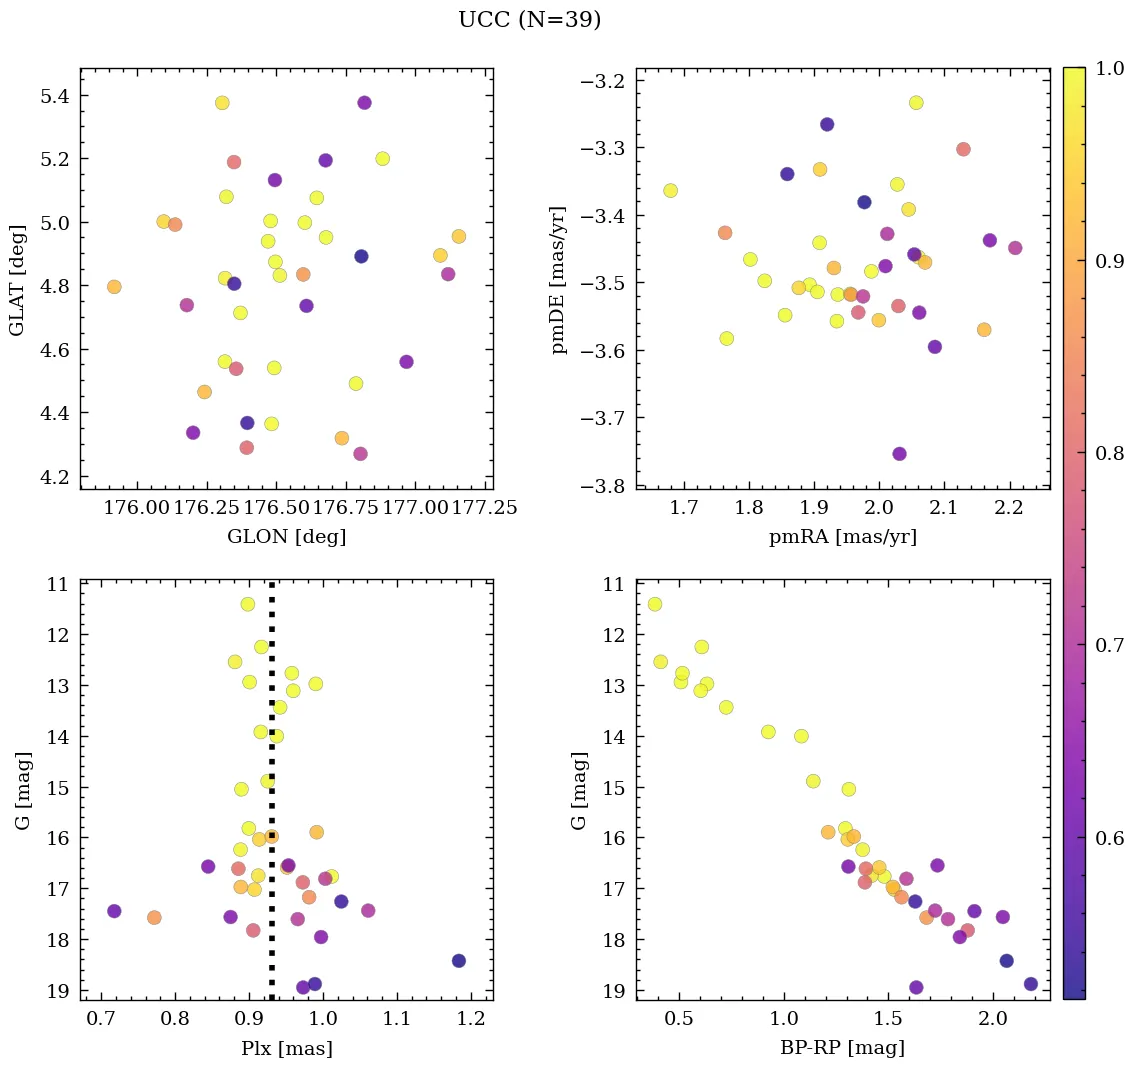 UCC (N=39)
5.4
5.2
5.0
4.8
4.6
4.4
4.2
GLAT [deg]
176.00 176.25 176.50 176.75 177.00 177.25
GLON [deg]
−3.2
−3.3
−3.4
−3.5
−3.6
−3.7
−3.8
pmDE [mas/yr]
1.7 1.8 1.9 2.0 2.1 2.2
pmRA [mas/yr]
11
12
13
14
15
16
17
18
19
G [mag]
0.7 0.8 0.9 1.0 1.1 1.2
Plx [mas]
11
12
13
14
15
16
17
18
19
G [mag]
0.5 1.0 1.5 2.0
BP-RP [mag]
1.0
0.9
0.8
0.7
0.6